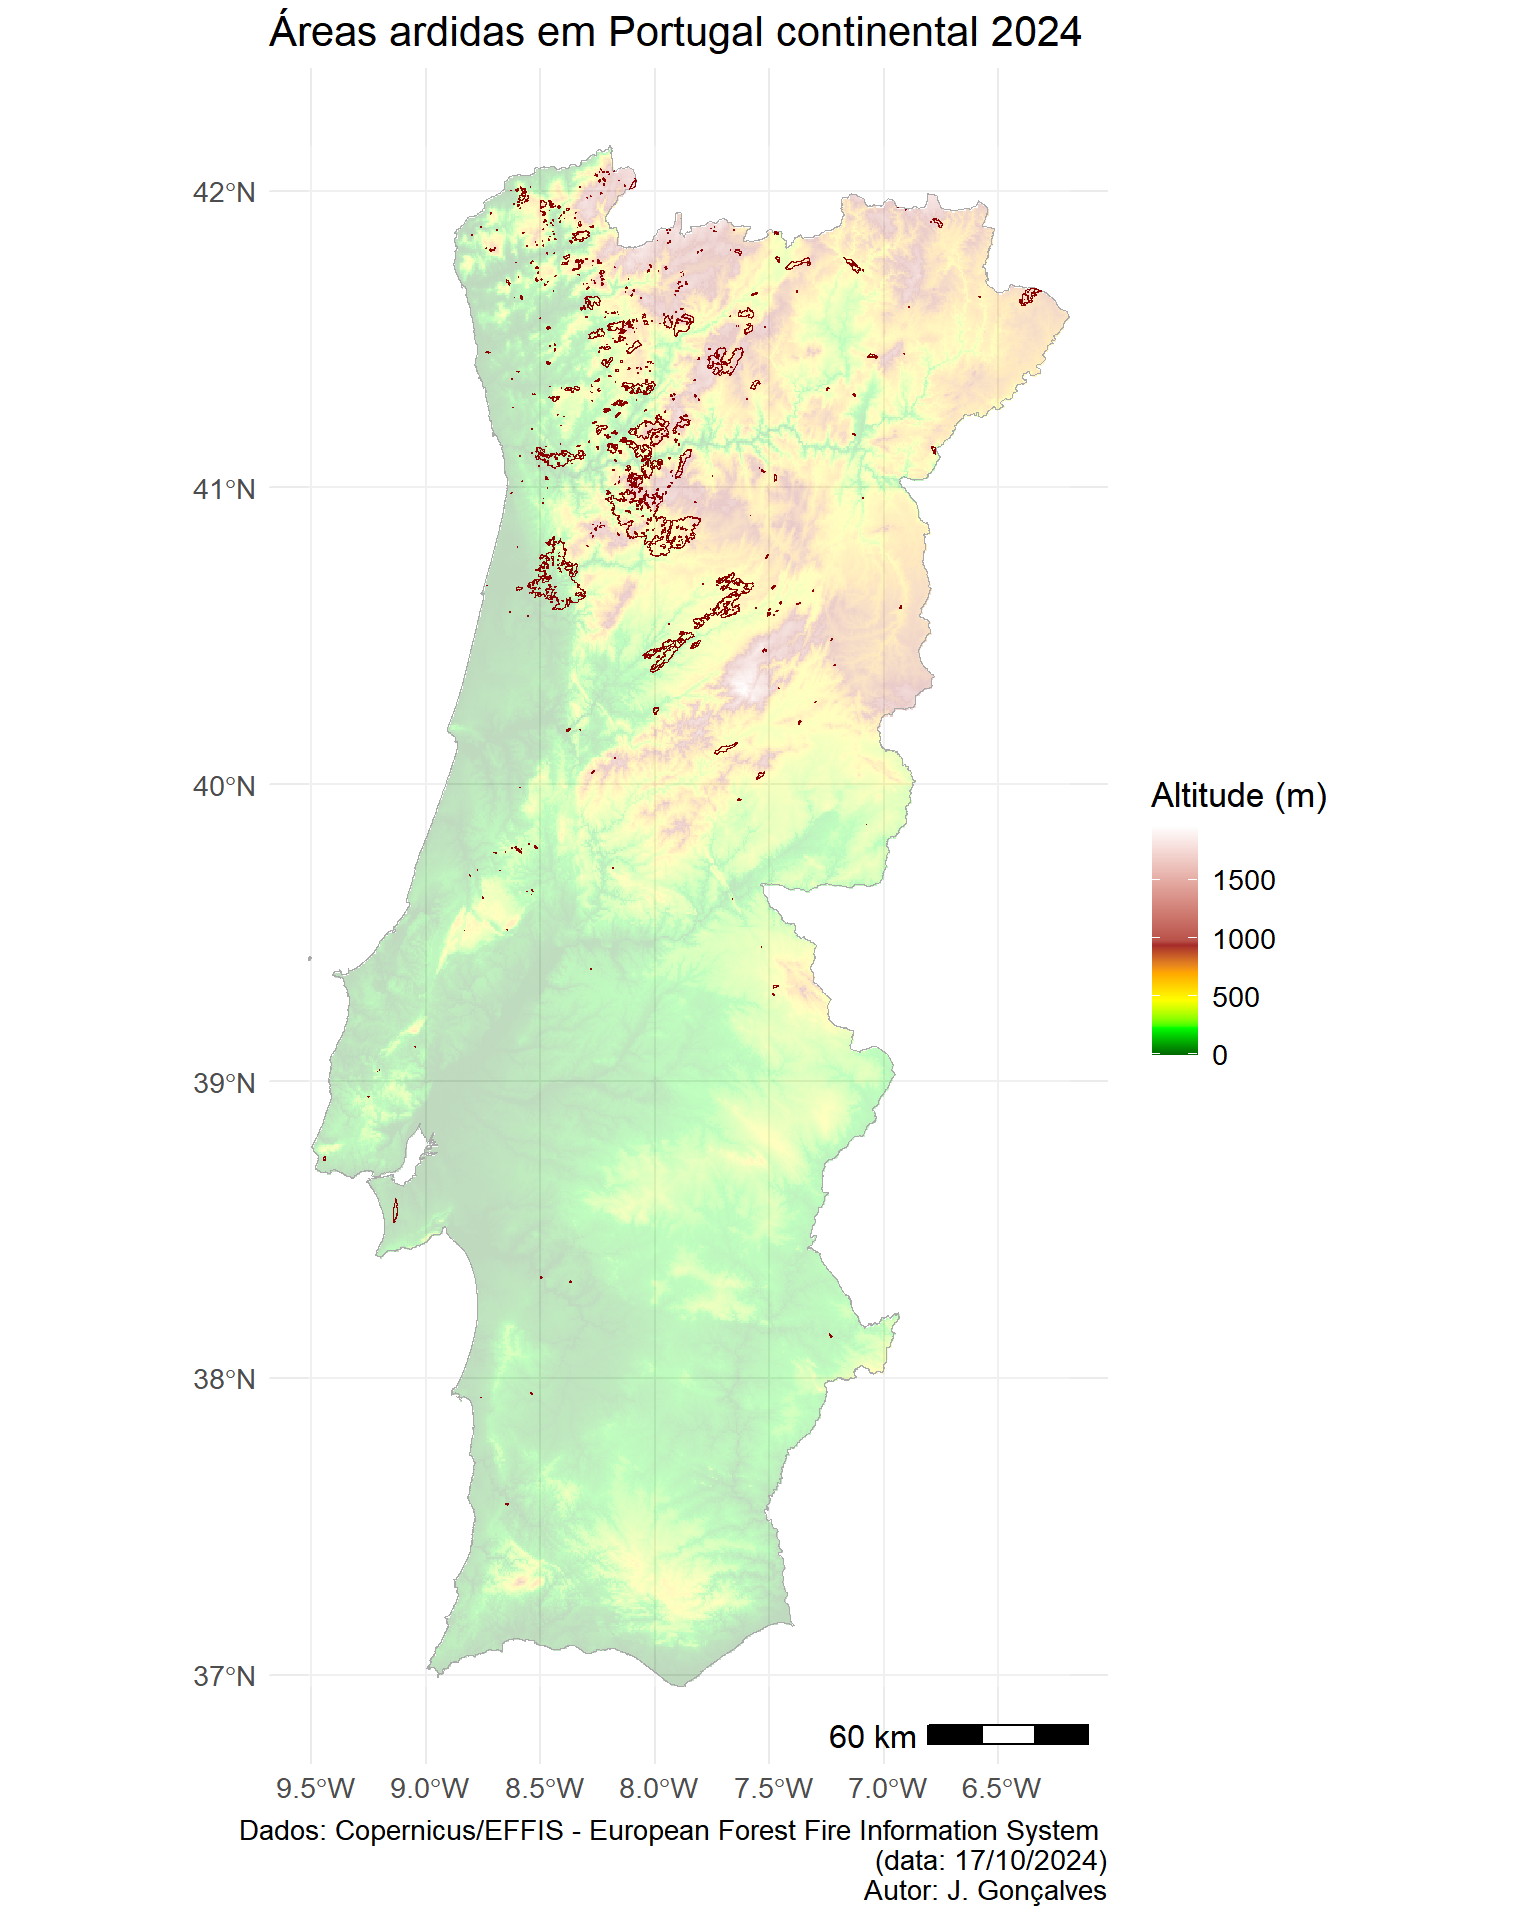 Áreas ardidas em Portugal continental 2024
42°N
41°N
40°N
39°N
38°N
37°N
Altitude (m)
1500
1000
500
0
60 km
9.5°W 9.0°W 8.5°W 8.0°W 7.5°W 7.0°W 6.5°W
Dados: Copernicus/EFFIS - European Forest Fire Information System
(data: 17/10/2024)
Autor: J. Gonçalves